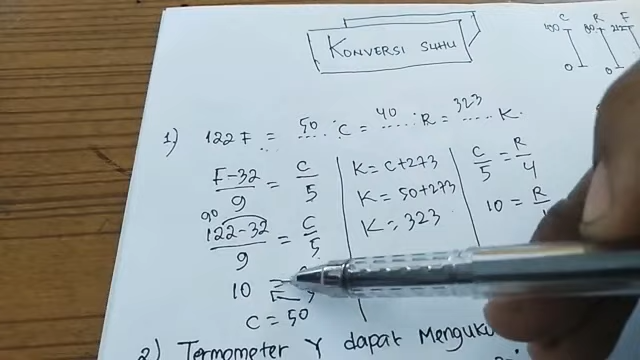 KONVERSI SUHU
C R F
100 80 212
0 0
1) 122 F = ..50.. C = ..40.. R = ..323.. K.
F-32/9 = C/5
90
122-32/9 = C/5
10 =
C = 50
K = C+273
K = 50+273
K = 323
C/5 = R/4
10 = R/
2) Termometer Y dapat Menguku